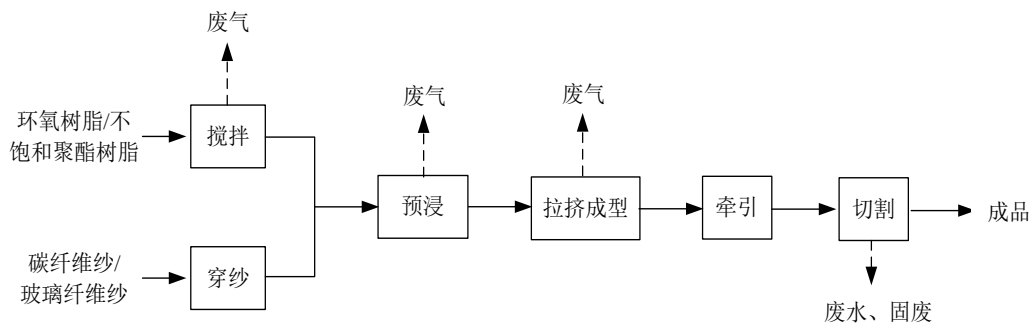 废气
环氧树脂/不
饱和聚酯树脂
搅拌
废气
废气
预浸
拉挤成型
牵引
切割
成品
碳纤维纱/
玻璃纤维纱
穿纱
废水、固废